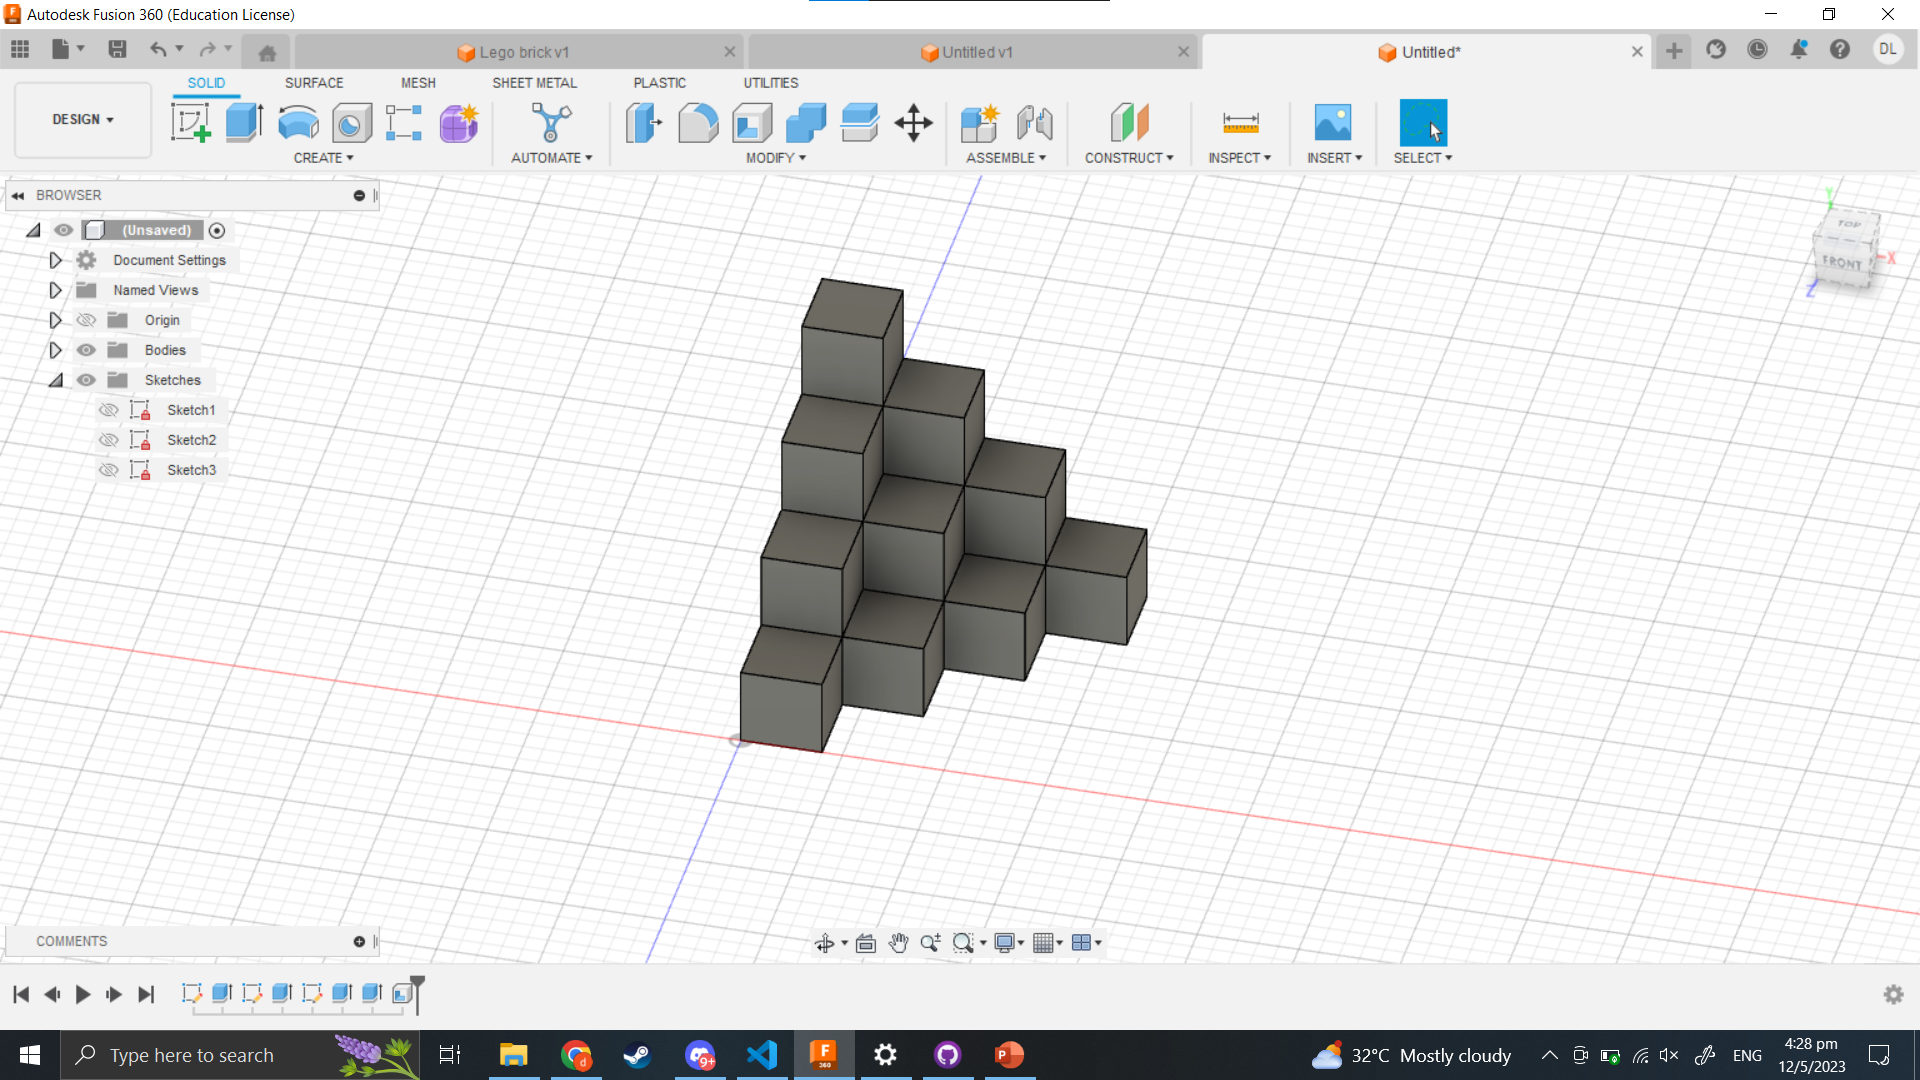 Autodesk Fusion 360 (Education License)
Lego brick v1
Untitled v1
Untitled*
DL
SOLID SURFACE MESH SHEET METAL PLASTIC UTILITIES
DESIGN
CREATE AUTOMATE MODIFY ASSEMBLE CONSTRUCT INSPECT INSERT SELECT
BROWSER
(Unsaved)
Document Settings
Named Views
Origin
Bodies
Sketches
Sketch1
Sketch2
Sketch3
Y
TOP
FRONT
X
Z
COMMENTS
Type here to search
9+
F
360
P
32°C Mostly cloudy
ENG
4:28 pm
12/5/2023